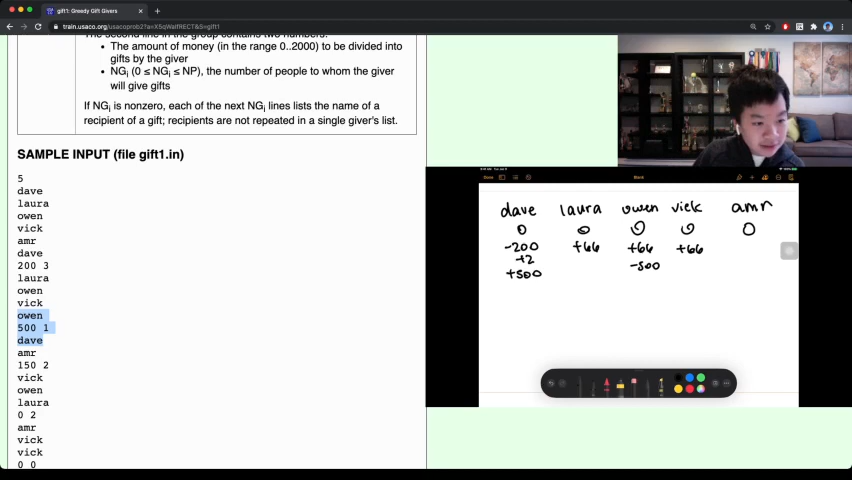 gift1: Greedy Gift Givers
train.usaco.org/usacoprob2?a=X5qWaIfRECT&S=gift1
The second line in the group contains two numbers:
• The amount of money (in the range 0..2000) to be divided into
gifts by the giver
• NGi (0 ≤ NGi ≤ NP), the number of people to whom the giver
will give gifts
If NGi is nonzero, each of the next NGi lines lists the name of a
recipient of a gift; recipients are not repeated in a single giver's list.
SAMPLE INPUT (file gift1.in)
5
dave
laura
owen
vick
amr
dave
200 3
laura
owen
vick
owen
500 1
dave
amr
150 2
vick
owen
laura
0 2
amr
vick
vick
0 0
Done
Blank
dave laura owen vick amr
0 0 0 0 0
-200 +66 +66 +66
+2 -500
+500